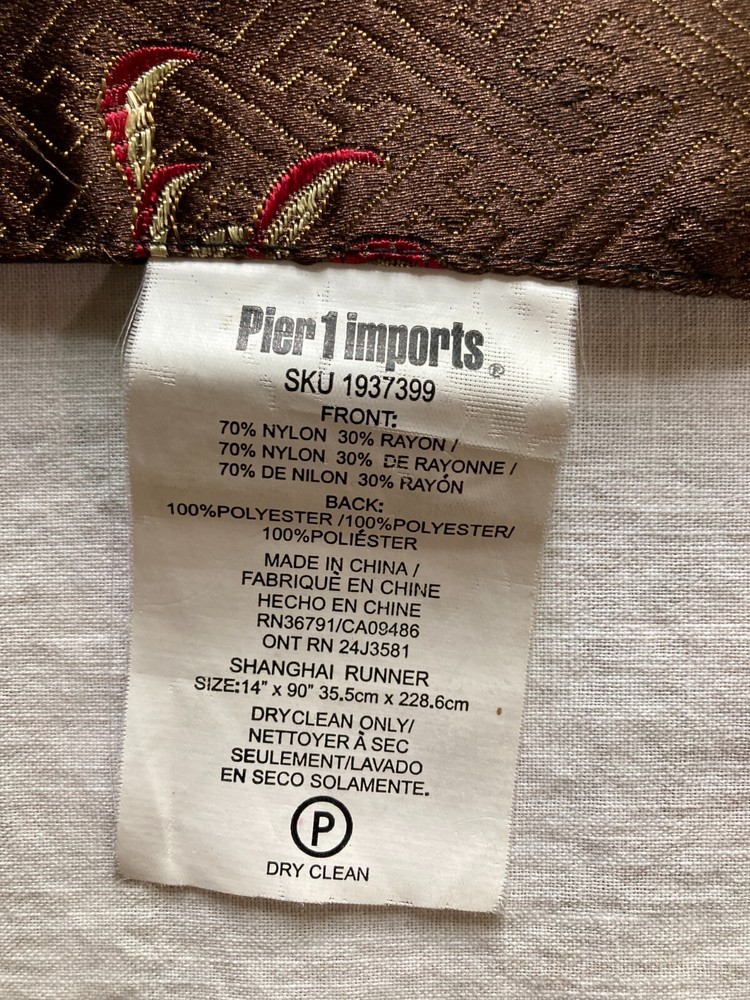 Pier 1 imports®
SKU 1937399
FRONT:
70% NYLON 30% RAYON /
70% NYLON 30% DE RAYONNE /
70% DE NILON 30% RAYÓN
BACK:
100%POLYESTER /100%POLYESTER/
100%POLIÉSTER
MADE IN CHINA /
FABRIQUÈ EN CHINE
HECHO EN CHINE
RN36791/CA09486
ONT RN 24J3581
SHANGHAI RUNNER
SIZE:14" x 90" 35.5cm x 228.6cm
DRYCLEAN ONLY/
NETTOYER À SEC
SEULEMENT/LAVADO
EN SECO SOLAMENTE.
P
DRY CLEAN